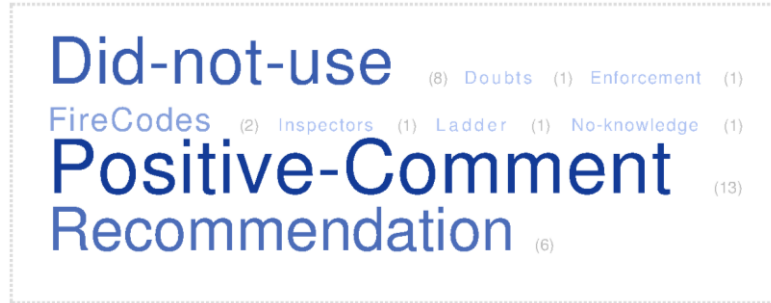 Did-not-use (8) Doubts (1) Enforcement (1)
FireCodes (2) Inspectors (1) Ladder (1) No-knowledge (1)
Positive-Comment (13)
Recommendation (6)